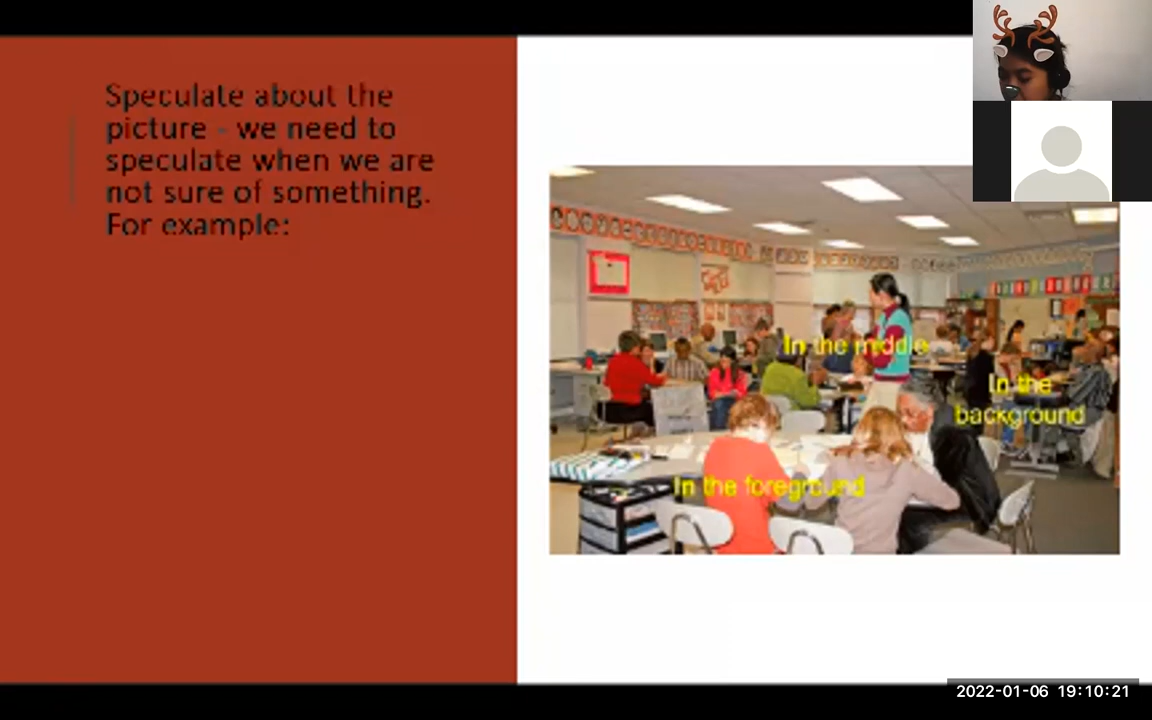 Speculate about the
picture - we need to
speculate when we are
not sure of something.
For example:
In the middle
In the
background
In the foreground
2022-01-06 19:10:21